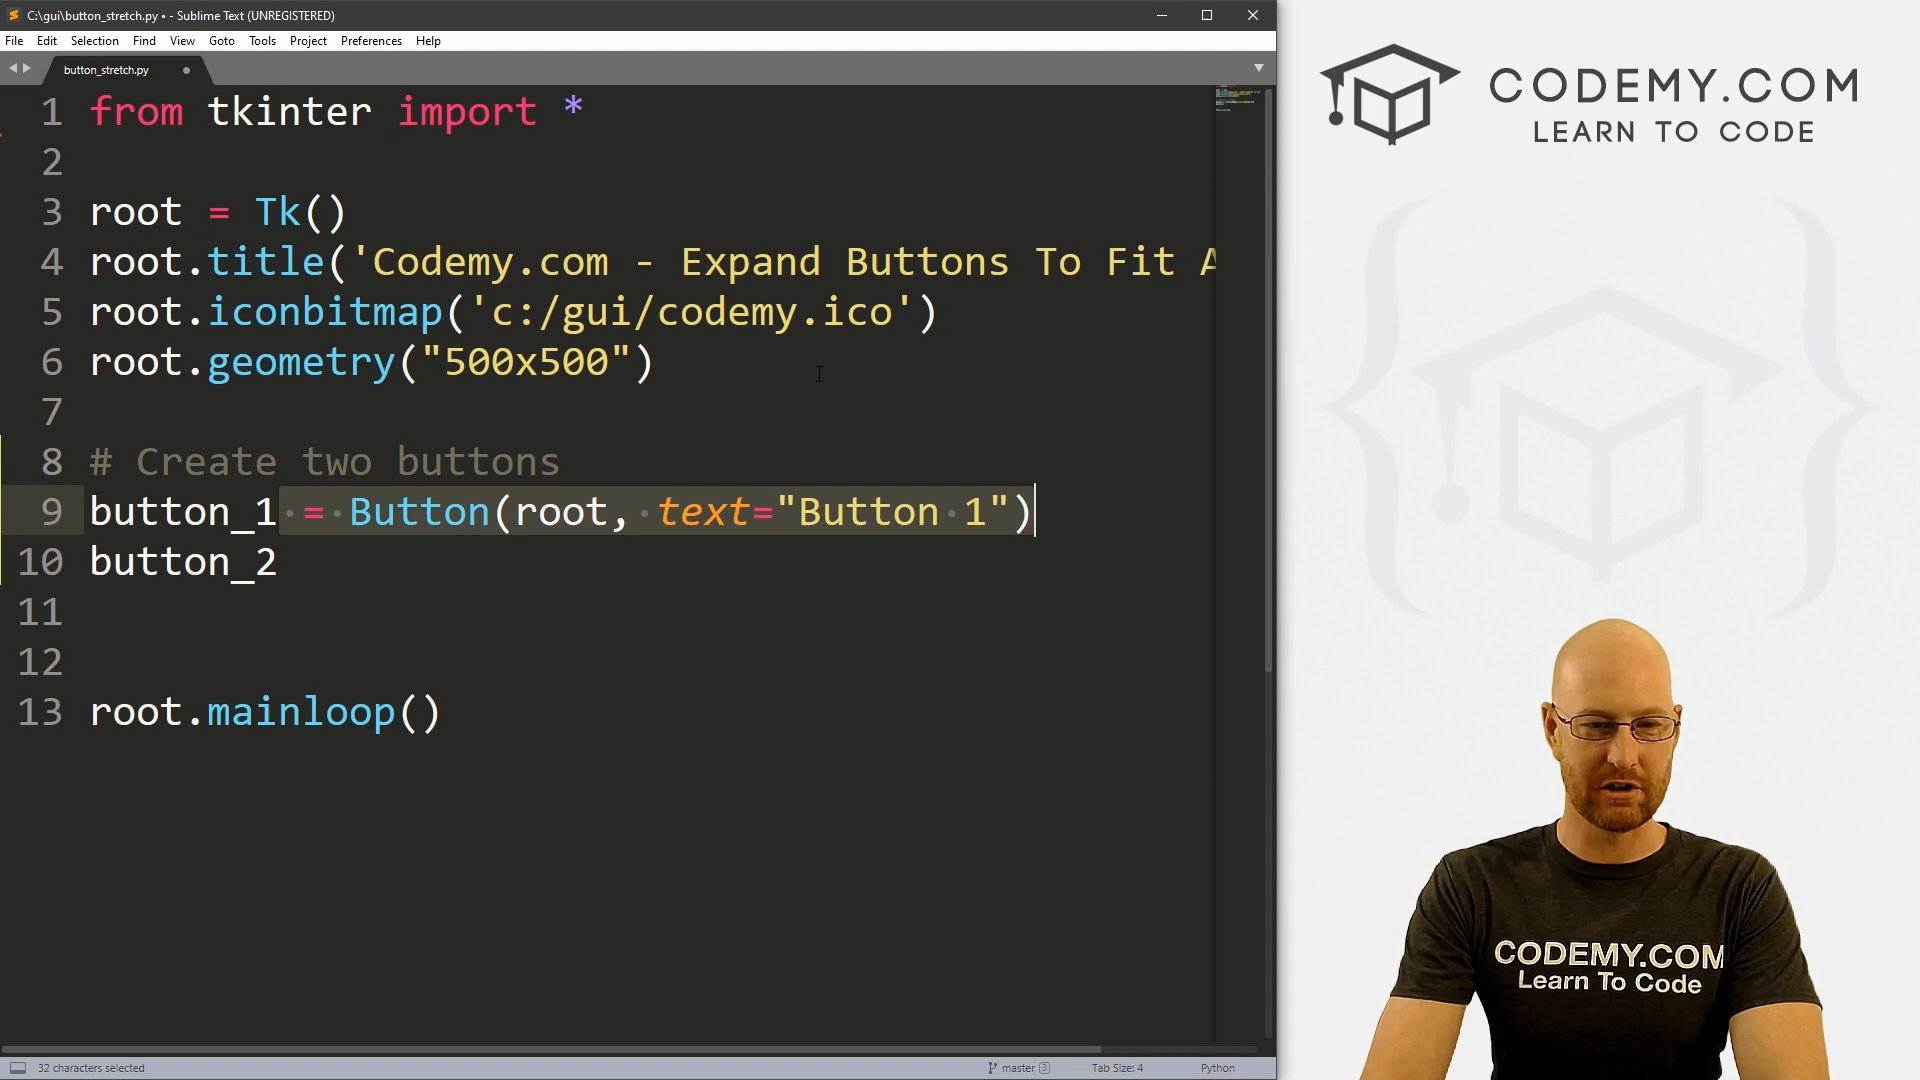 C:\gui\button_stretch.py • - Sublime Text (UNREGISTERED)
File Edit Selection Find View Goto Tools Project Preferences Help
button_stretch.py
1 from tkinter import *
2
3 root = Tk()
4 root.title('Codemy.com - Expand Buttons To Fit A
5 root.iconbitmap('c:/gui/codemy.ico')
6 root.geometry("500x500")
7
8 # Create two buttons
9 button_1 = Button(root, text="Button 1")
10 button_2
11
12
13 root.mainloop()
32 characters selected
master 3
Tab Size: 4
Python
CODEMY.COM
LEARN TO CODE
CODEMY.COM
Learn To Code